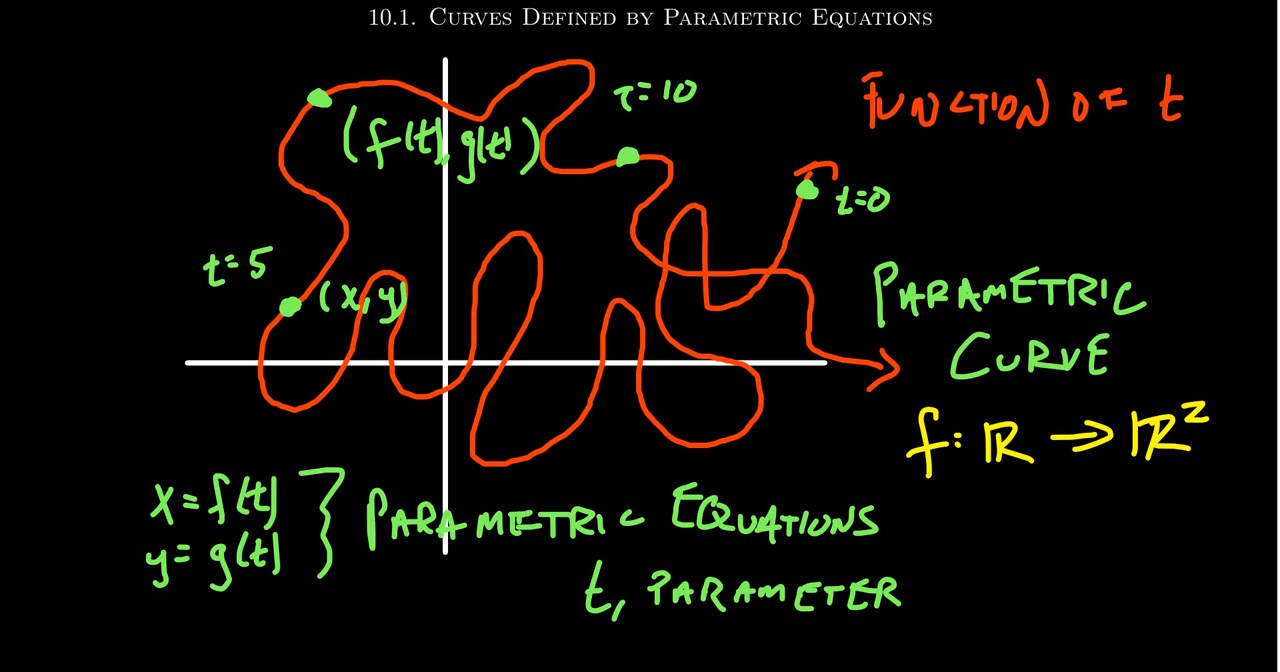 10.1. Curves Defined by Parametric Equations
FUNCTION OF t
t=10
(f(t), g(t))
t=0
t=5
(x, y)
PARAMETRIC
CURVE
f: ℝ → ℝ²
x=f(t)
y=g(t)
} PARAMETRIC EQUATIONS
t, PARAMETER